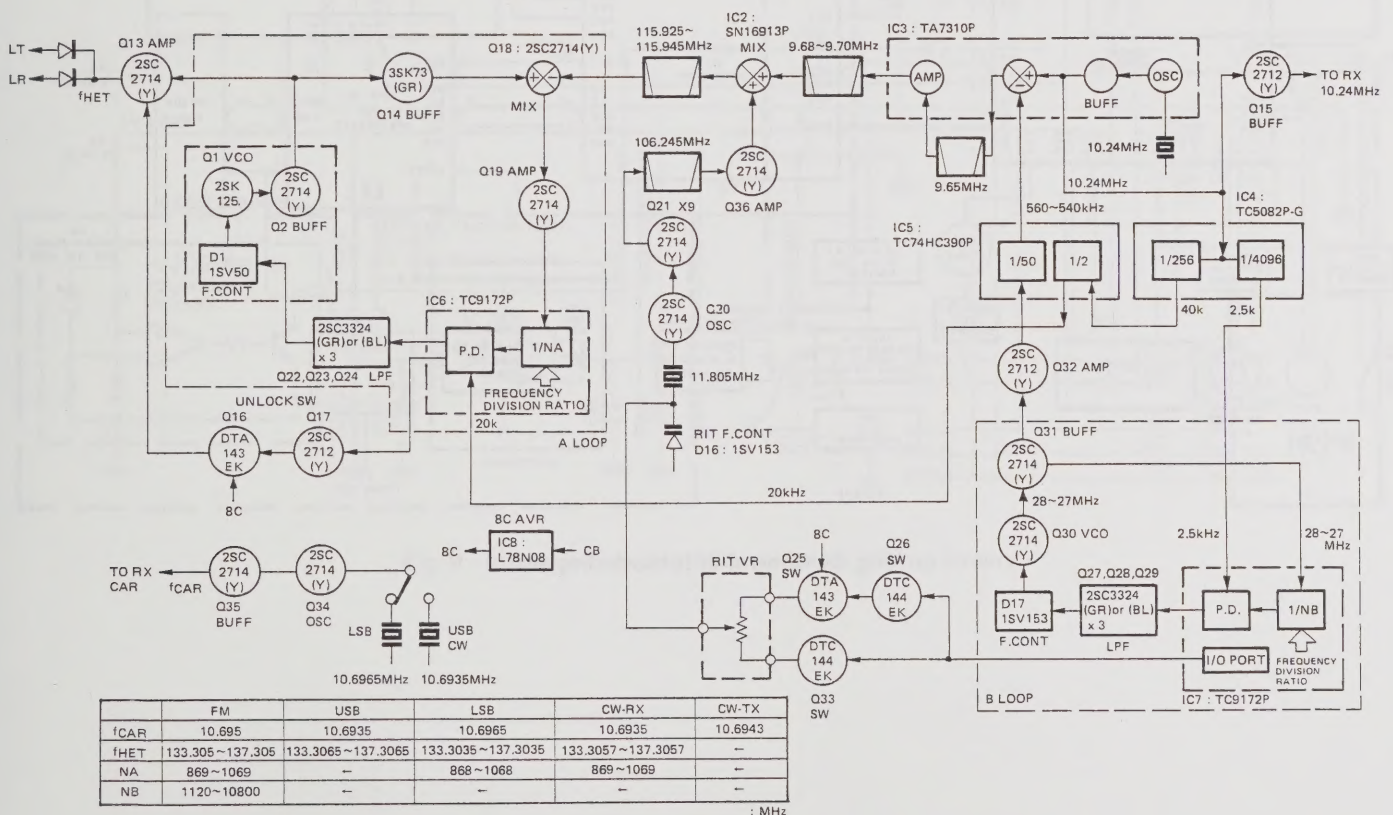 LT
LR
fHET
Q13 AMP
2SC
2714
(Y)
3SK73
(GR)
Q14 BUFF
Q18 : 2SC2714(Y)
MIX
115.925~
115.945MHz
IC2 :
SN16913P
MIX
9.68~9.70MHz
IC3 : TA7310P
AMP
BUFF
OSC
9.65MHz
10.24MHz
10.24MHz
2SC
2712
(Y)
Q15
BUFF
TO RX
10.24MHz
Q1 VCO
2SK
125.
2SC
2714
(Y)
Q2 BUFF
D1
1SV50
F.CONT
Q19 AMP
2SC
2714
(Y)
106.245MHz
2SC
2714
(Y)
Q36 AMP
Q21 X9
2SC
2714
(Y)
2SC
2714
(Y)
Q20
OSC
11.805MHz
RIT F.CONT
D16 : 1SV153
560~540kHz
IC5 :
TC74HC390P
1/50
1/2
IC4 :
TC5082P-G
1/256
1/4096
40k
2.5k
2SC3324
(GR)or (BL)
x 3
Q22,Q23,Q24 LPF
IC6 : TC9172P
P.D.
1/NA
FREQUENCY
DIVISION RATIO
20k
A LOOP
UNLOCK SW
Q16
DTA
143
EK
Q17
2SC
2712
(Y)
8C
20kHz
2SC
2712
(Y)
Q32 AMP
Q31 BUFF
2SC
2714
(Y)
28~27MHz
2SC
2714
(Y)
Q30 VCO
2.5kHz
28~27
MHz
D17
1SV153
F.CONT
Q27,Q28,Q29
2SC3324
(GR)or (BL)
x 3
LPF
P.D.
1/NB
I/O PORT
FREQUENCY
DIVISION
RATIO
B LOOP
IC7 : TC9172P
8C AVR
8C
IC8 :
L78N08
CB
RIT VR
8C
Q25
SW
DTA
143
EK
Q26
SW
DTC
144
EK
DTC
144
EK
Q33
SW
TO RX
CAR
fCAR
2SC
2714
(Y)
Q35
BUFF
2SC
2714
(Y)
Q34
OSC
LSB
USB
CW
10.6965MHz 10.6935MHz
FM USB LSB CW-RX CW-TX
fCAR 10.695 10.6935 10.6965 10.6935 10.6943
fHET 133.305~137.305 133.3065~137.3065 133.3035~137.3035 133.3057~137.3057 –
NA 869~1069 – 868~1068 869~1069 –
NB 1120~10800 – – – –
: MHz